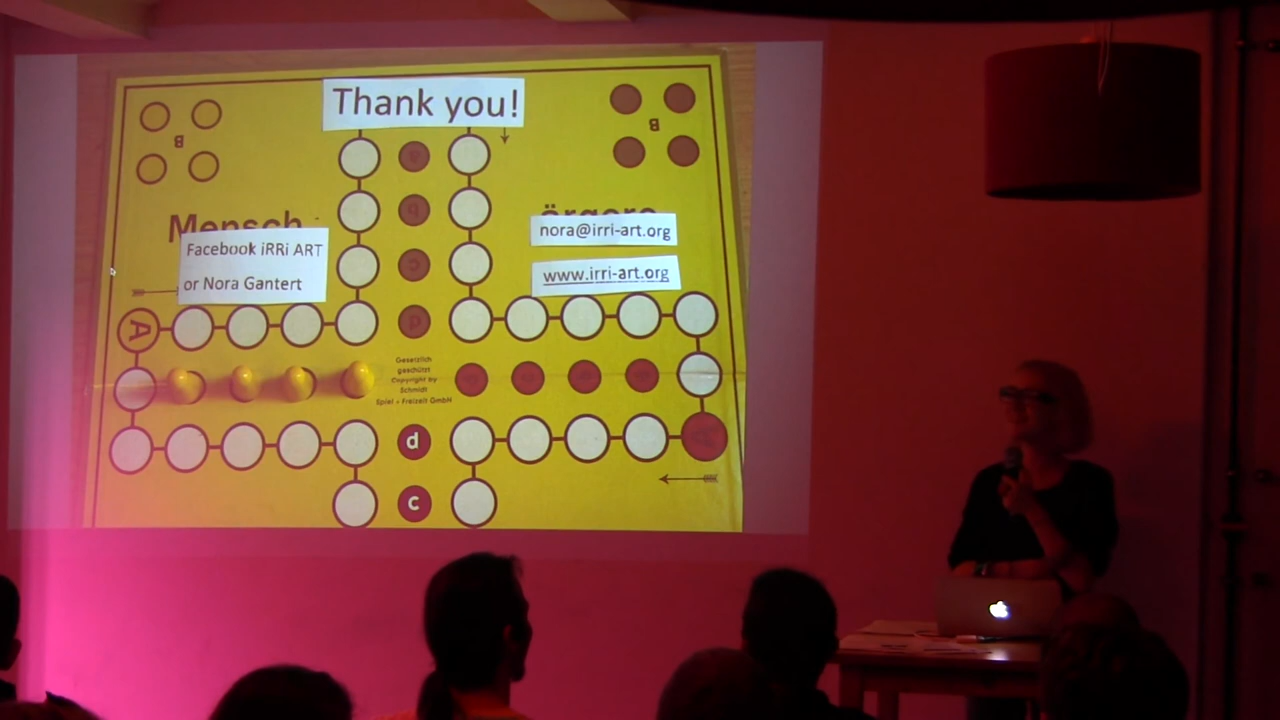 Thank you!
B
B
Mensch
ärgere
Facebook iRRi ART
or Nora Gantert
nora@irri-art.org
www.irri-art.org
A
Gesetzlich
geschützt
Copyright by
Schmidt
Spiel + Freizeit GmbH
d
c